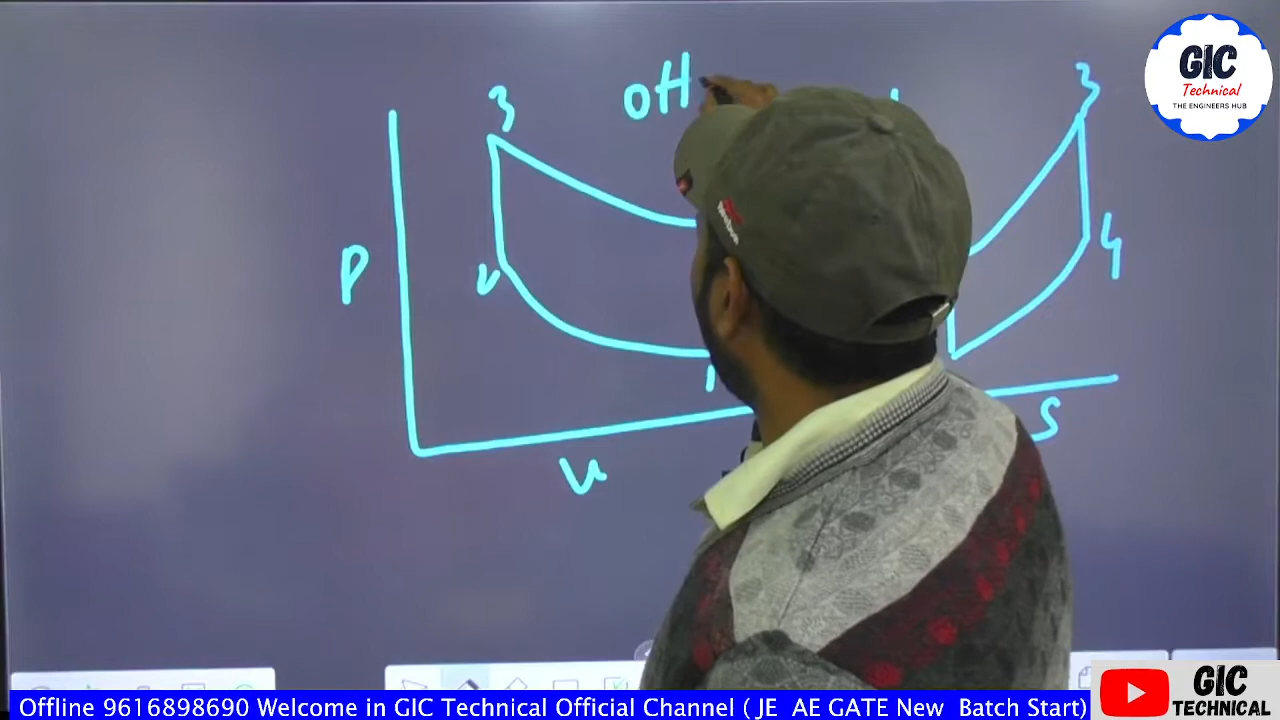 GIC
Technical
THE ENGINEERS HUB
OH
3
3
P
2
4
1
S
v
Offline 9616898690 Welcome in GIC Technical Official Channel ( JE AE GATE New Batch Start)
GIC
TECHNICAL